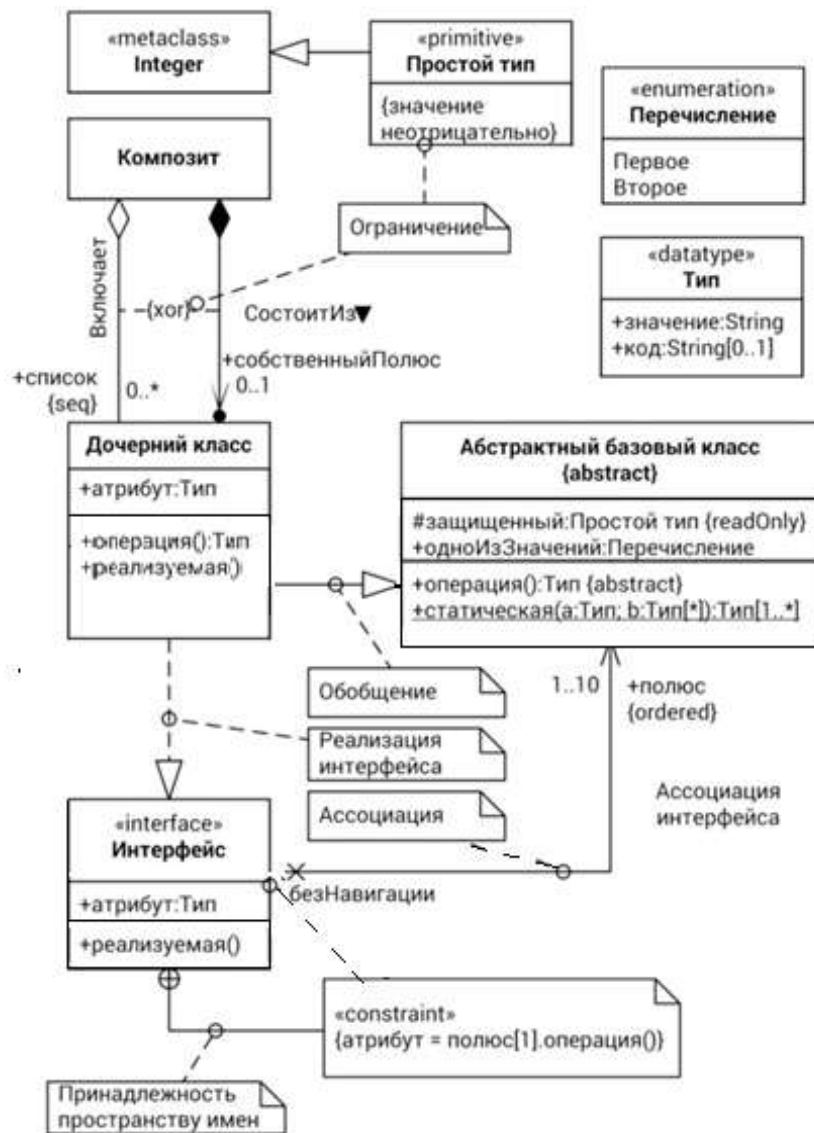 «metaclass»
Integer
«primitive»
Простой тип
{значение
неотрицательно}
«enumeration»
Перечисление
Первое
Второе
Композит
Ограничение
«datatype»
Тип
+значение:String
+код:String[0..1]
Включает
{xor}
СостоитИз▼
+список
{seq}
0..*
+собственныйПолюс
0..1
Дочерний класс
+атрибут:Тип
+операция():Тип
+реализуемая()
Абстрактный базовый класс
{abstract}
#защищенный:Простой тип {readOnly}
+одноИзЗначений:Перечисление
+операция():Тип {abstract}
+статическая(a:Тип; b:Тип[*]):Тип[1..*]
Обобщение
1..10
+полюс
{ordered}
Реализация
интерфейса
Ассоциация
Ассоциация
интерфейса
«interface»
Интерфейс
+атрибут:Тип
+реализуемая()
безНавигации
«constraint»
{атрибут = полюс[1].операция()}
Принадлежность
пространству имен